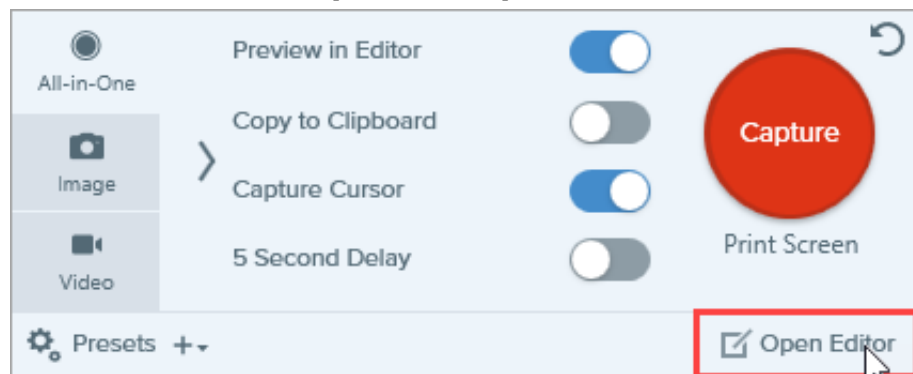 All-in-One
Image
Video
Preview in Editor
Copy to Clipboard
Capture Cursor
5 Second Delay
Capture
Print Screen
Presets
Open Editor